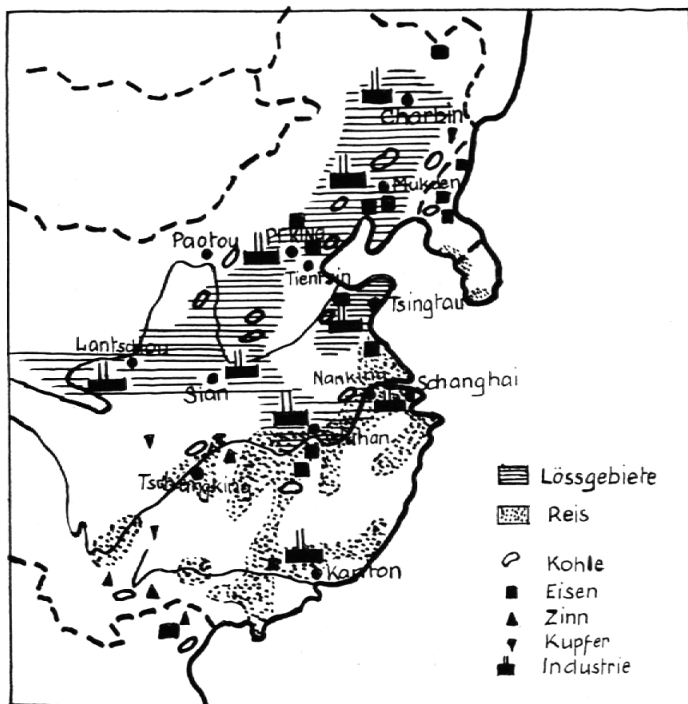 Charbin
Mukden
Paotou
PEKING
Tientsin
Tsingtau
Lantschou
Sian
Nanking
Schanghai
Wuhan
Tschungking
Kanton
Lössgebiete
Reis
Kohle
Eisen
Zinn
Kupfer
Industrie